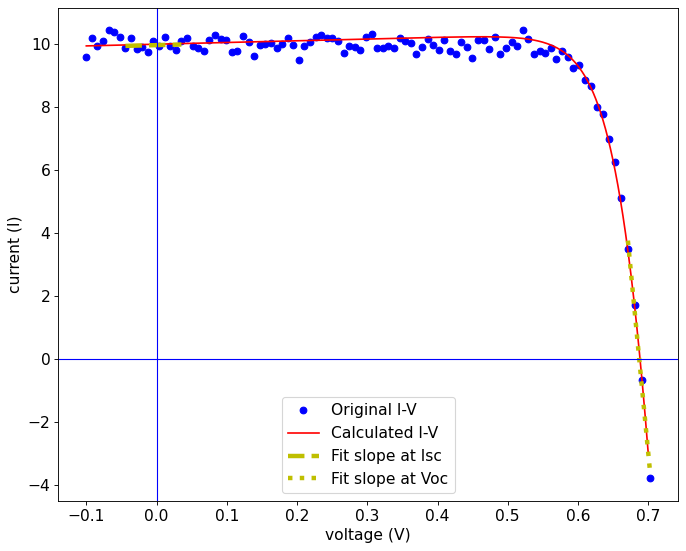 10
8
6
4
2
0
−2
−4
current (I)
Original I-V
Calculated I-V
Fit slope at Isc
Fit slope at Voc
−0.1 0.0 0.1 0.2 0.3 0.4 0.5 0.6 0.7
voltage (V)